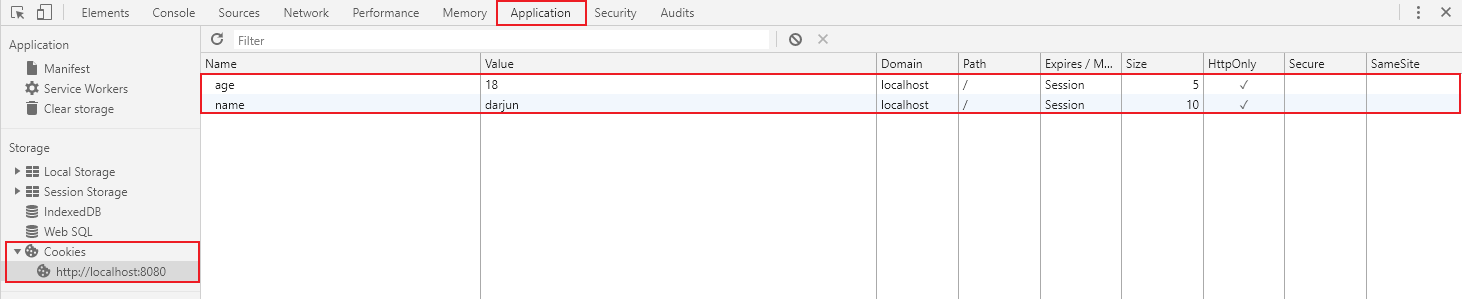 Elements Console Sources Network Performance Memory Application Security Audits
Application
Manifest
Service Workers
Clear storage
Storage
Local Storage
Session Storage
IndexedDB
Web SQL
Cookies
http://localhost:8080
Filter
Name Value Domain Path Expires / M... Size HttpOnly Secure SameSite
age 18 localhost / Session 5 ✓
name darjun localhost / Session 10 ✓